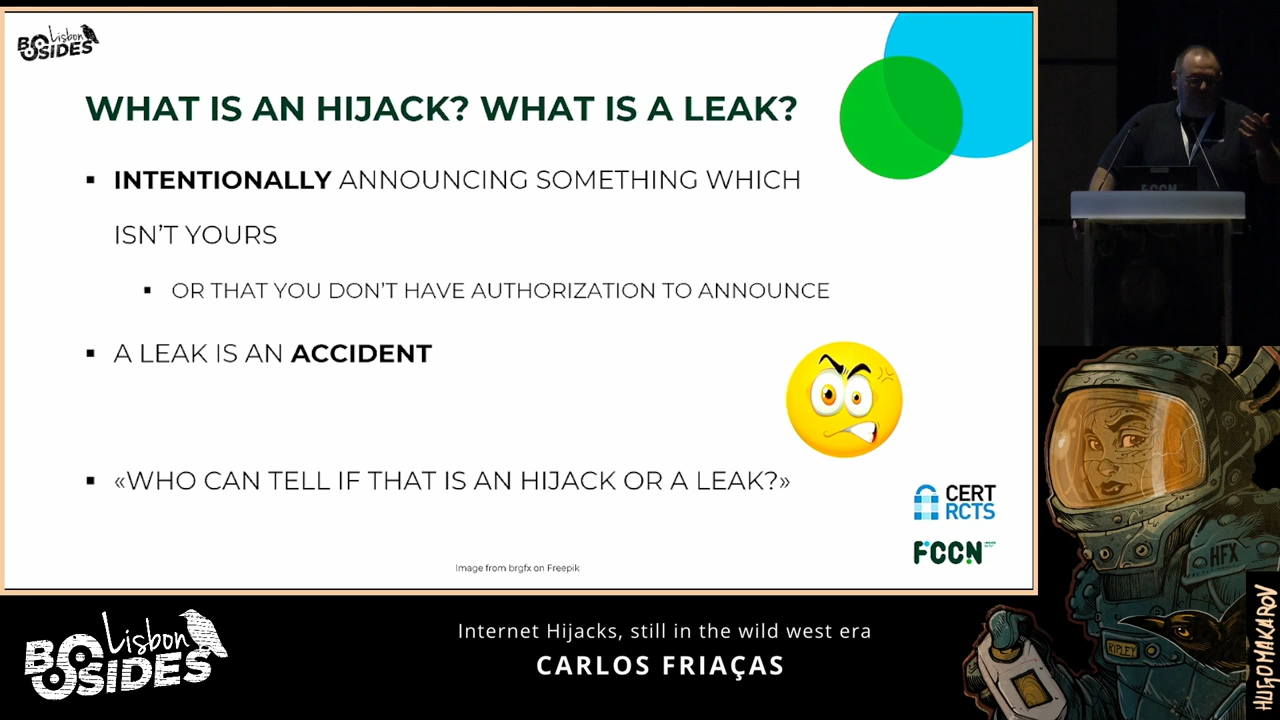 Lisbon
BSIDES
WHAT IS AN HIJACK? WHAT IS A LEAK?
▪ INTENTIONALLY ANNOUNCING SOMETHING WHICH
ISN'T YOURS
▪ OR THAT YOU DON'T HAVE AUTHORIZATION TO ANNOUNCE
▪ A LEAK IS AN ACCIDENT
▪ «WHO CAN TELL IF THAT IS AN HIJACK OR A LEAK?»
CERT
RCTS
FCCN
Image from brgfx on Freepik
FCCN
HFX
RIPLEY
HUGOMAKAROV
Lisbon
BSIDES
Internet Hijacks, still in the wild west era
CARLOS FRIAÇAS